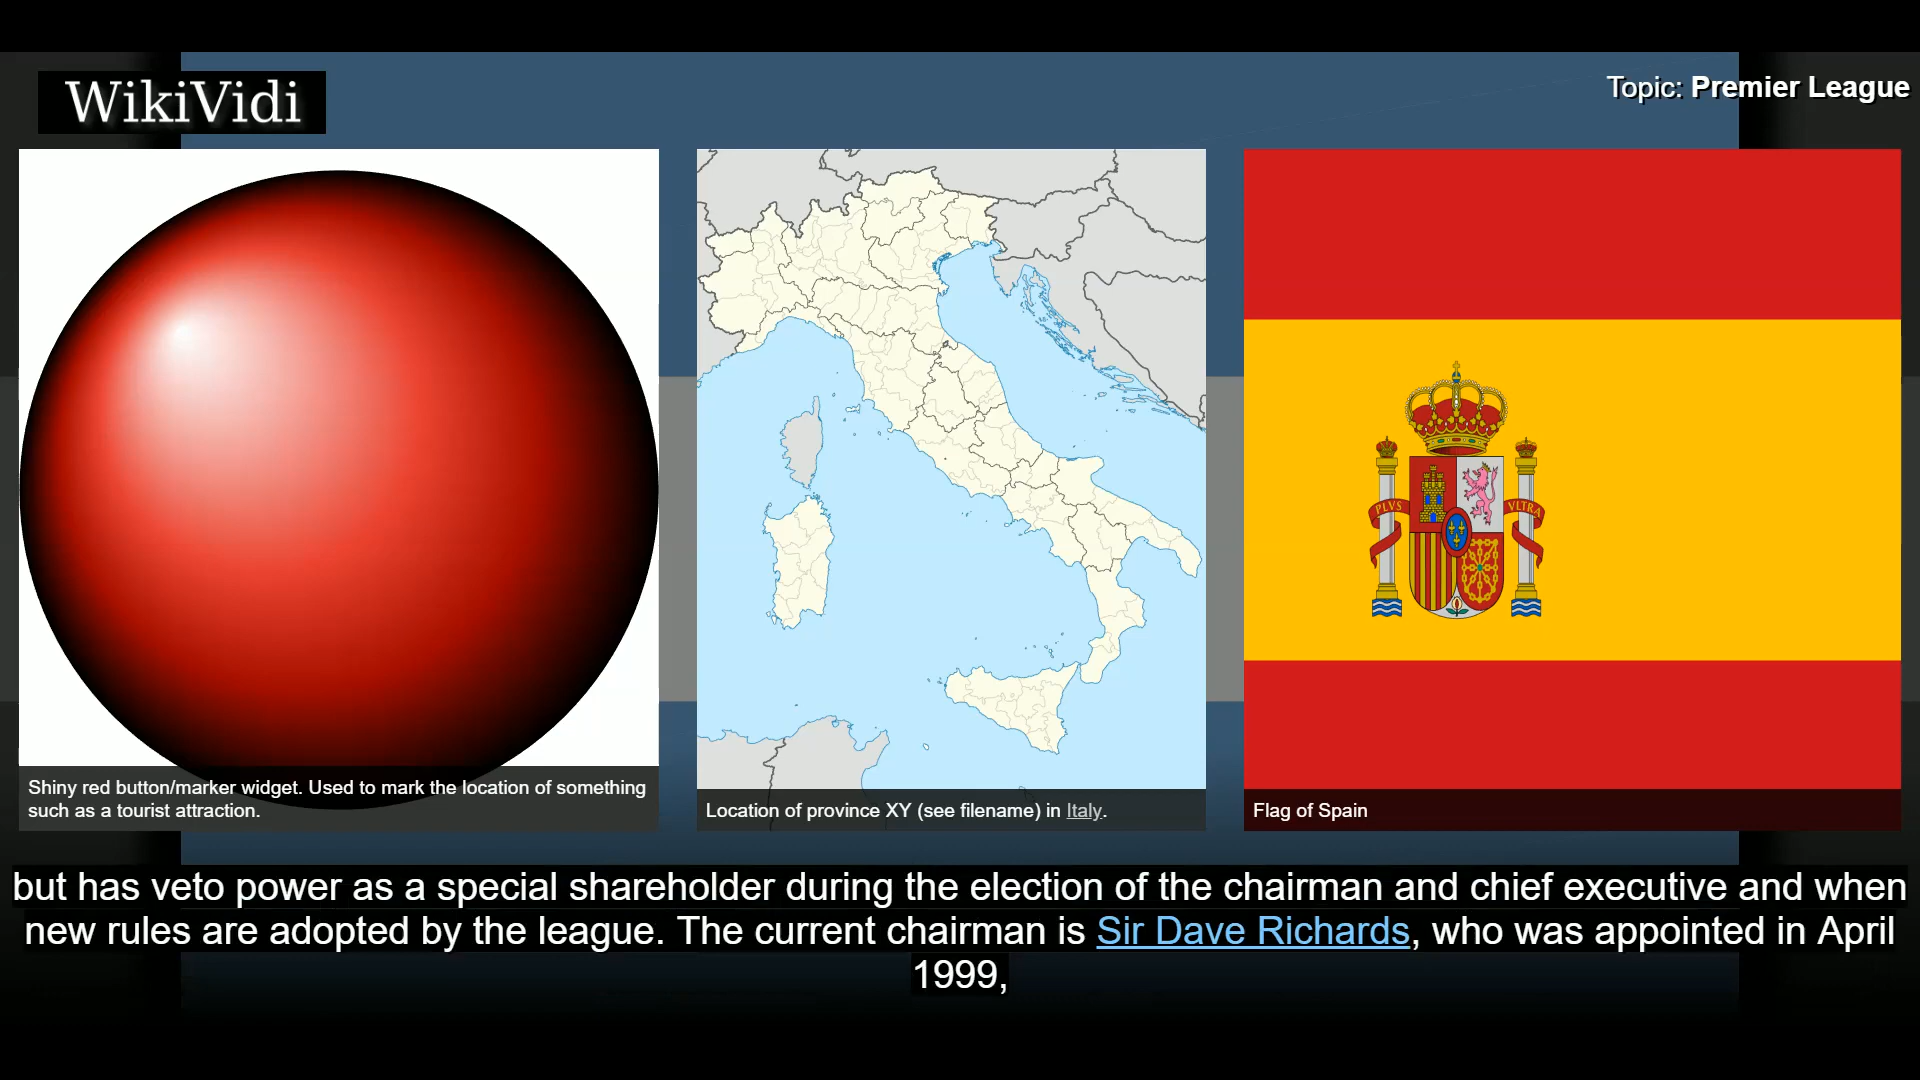 WikiVidi
Topic: Premier League
PLVS VLTRA
Shiny red button/marker widget. Used to mark the location of something
such as a tourist attraction.
Location of province XY (see filename) in Italy.
Flag of Spain
but has veto power as a special shareholder during the election of the chairman and chief executive and when
new rules are adopted by the league. The current chairman is Sir Dave Richards, who was appointed in April
1999,